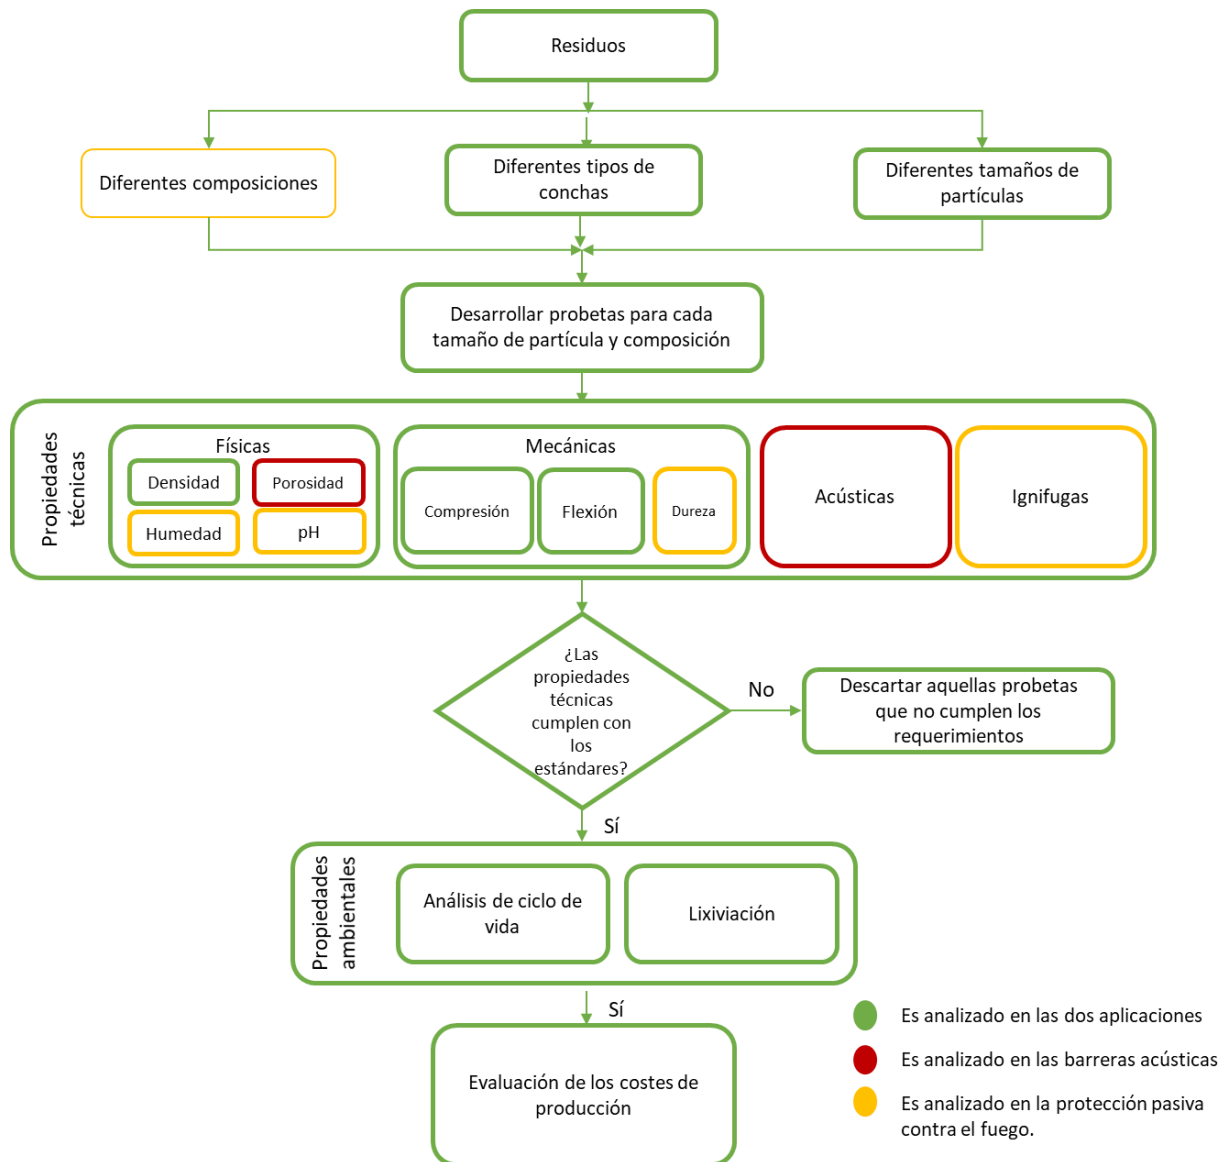 Residuos
Diferentes composiciones
Diferentes tipos de
conchas
Diferentes tamaños de
partículas
Desarrollar probetas para cada
tamaño de partícula y composición
Propiedades
técnicas
Físicas
Densidad
Porosidad
Humedad
pH
Mecánicas
Compresión
Flexión
Dureza
Acústicas
Ignifugas
¿Las
propiedades
técnicas
cumplen con
los
estándares?
No
Descartar aquellas probetas
que no cumplen los
requerimientos
Sí
Propiedades
ambientales
Análisis de ciclo de
vida
Lixiviación
Sí
Evaluación de los costes de
producción
Es analizado en las dos aplicaciones
Es analizado en las barreras acústicas
Es analizado en la protección pasiva
contra el fuego.